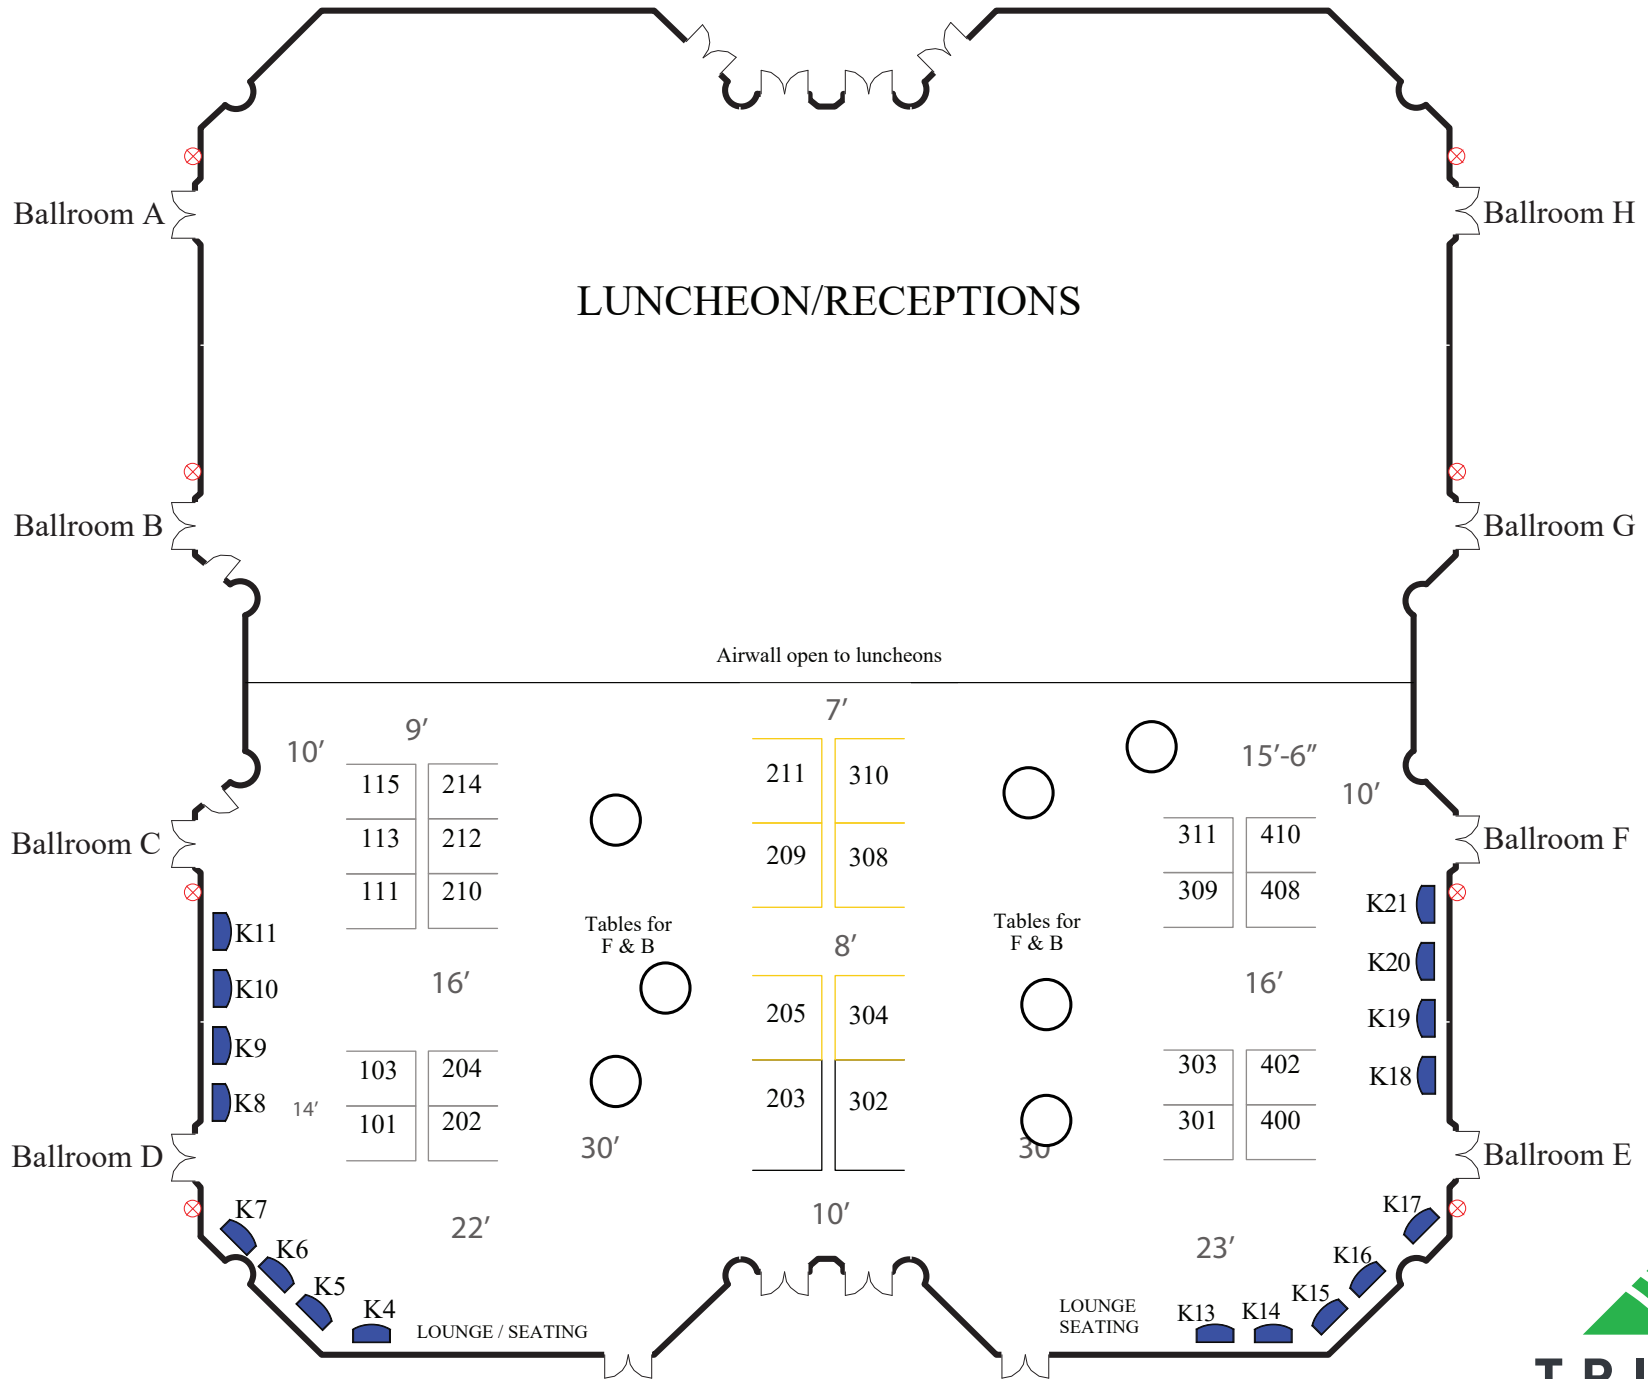 Ballroom A
Ballroom H
LUNCHEON/RECEPTIONS
Ballroom B
Ballroom G
Airwall open to luncheons
7’
9’
10’
15’-6”
10’
115 214
211 310
113 212
311 410
Ballroom C
Ballroom F
209 308
111 210
309 408
K11
K21
Tables for
F & B
Tables for
F & B
8’
K10
16’
16’
K20
205 304
K9
K19
103 204
303 402
K8
14’
K18
203 302
101 202
301 400
30’
30’
Ballroom D
Ballroom E
K7
22’
10’
K17
K6
23’
K16
K5
K15
K4
LOUNGE / SEATING
LOUNGE
SEATING
K13
K14